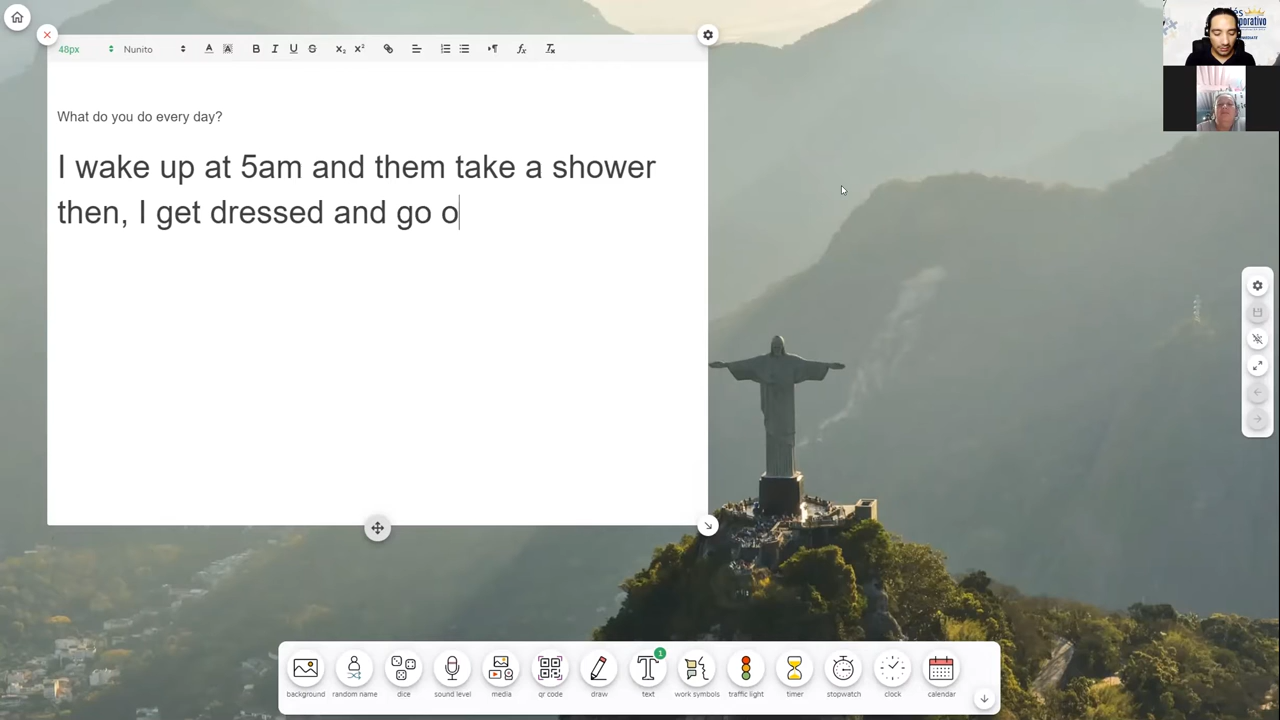 48px
Nunito
What do you do every day?
I wake up at 5am and them take a shower
then, I get dressed and go o
1
background
random name
dice
sound level
media
qr code
draw
text
work symbols
traffic light
timer
stopwatch
clock
calendar